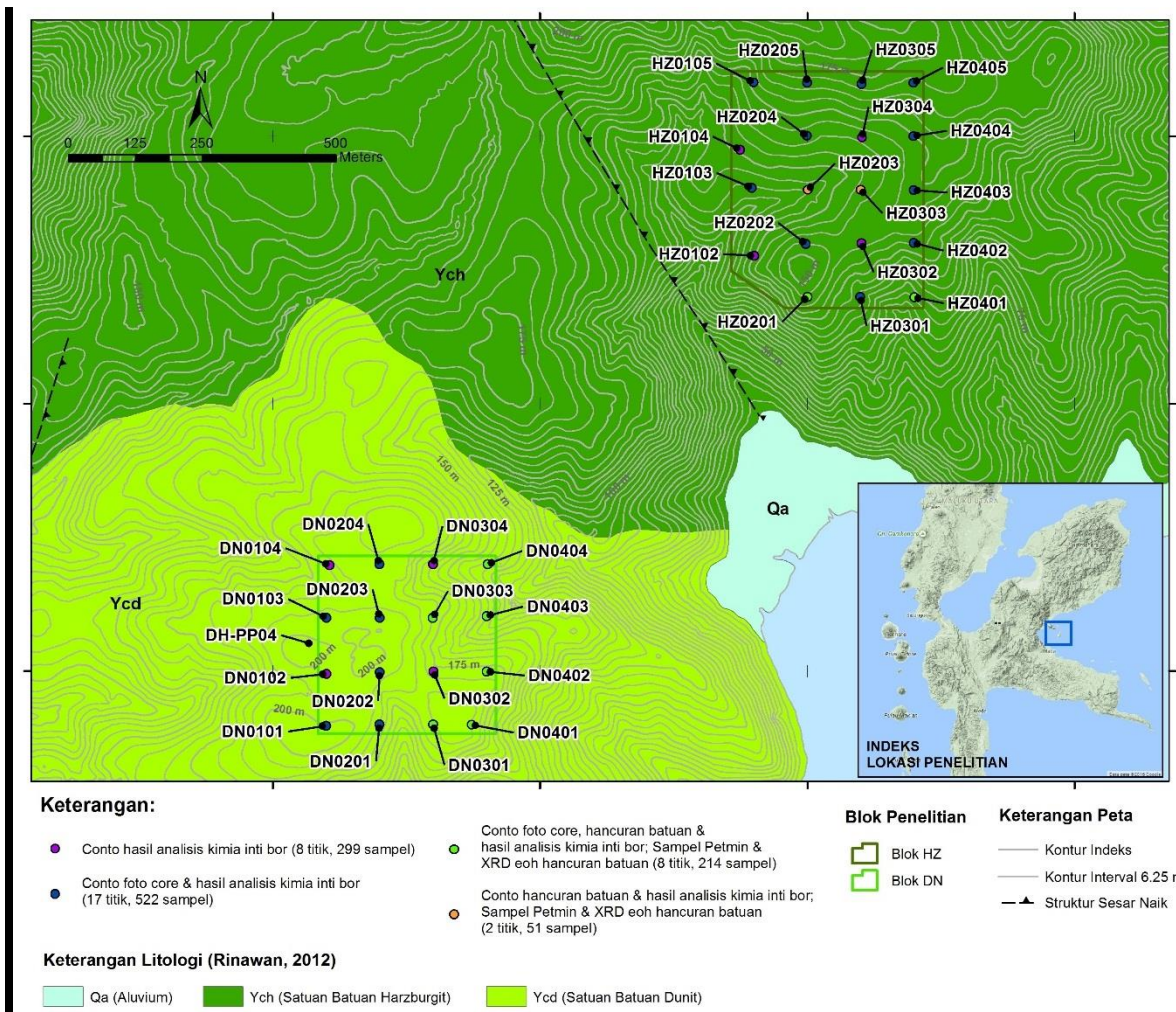 N
0 125 250 500
Meters
HZ0205
HZ0305
HZ0105
HZ0405
HZ0304
HZ0204
HZ0104
HZ0404
HZ0203
HZ0103
HZ0403
HZ0303
HZ0202
HZ0402
HZ0102
HZ0302
HZ0201
HZ0401
HZ0301
Ych
150 m
125 m
Qa
DN0204
DN0304
DN0104
DN0404
DN0203
DN0303
DN0103
DN0403
Ycd
DH-PP04
200 m
200 m
175 m
DN0102
DN0202
DN0302
DN0402
200 m
DN0101
DN0401
DN0201
DN0301
INDEKS
LOKASI PENELITIAN
Keterangan:
Conto hasil analisis kimia inti bor (8 titik, 299 sampel)
Conto foto core & hasil analisis kimia inti bor
(17 titik, 522 sampel)
Conto foto core, hancuran batuan &
hasil analisis kimia inti bor; Sampel Petmin &
XRD eoh hancuran batuan (8 titik, 214 sampel)
Conto hancuran batuan & hasil analisis kimia inti bor;
Sampel Petmin & XRD eoh hancuran batuan
(2 titik, 51 sampel)
Blok Penelitian
Blok HZ
Blok DN
Keterangan Peta
Kontur Indeks
Kontur Interval 6.25
Struktur Sesar Naik
Keterangan Litologi (Rinawan, 2012)
Qa (Aluvium)
Ych (Satuan Batuan Harzburgit)
Ycd (Satuan Batuan Dunit)